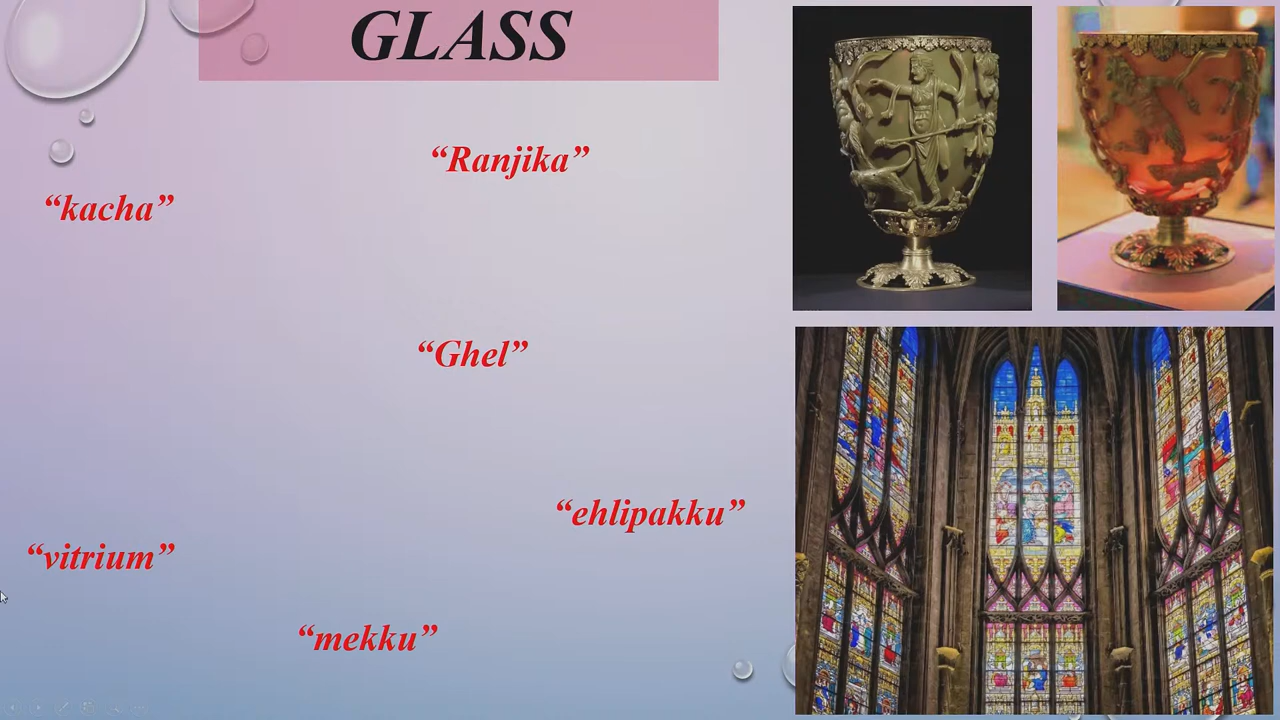 GLASS
“Ranjika”
“kacha”
“Ghel”
“ehlipakku”
“vitrium”
“mekku”